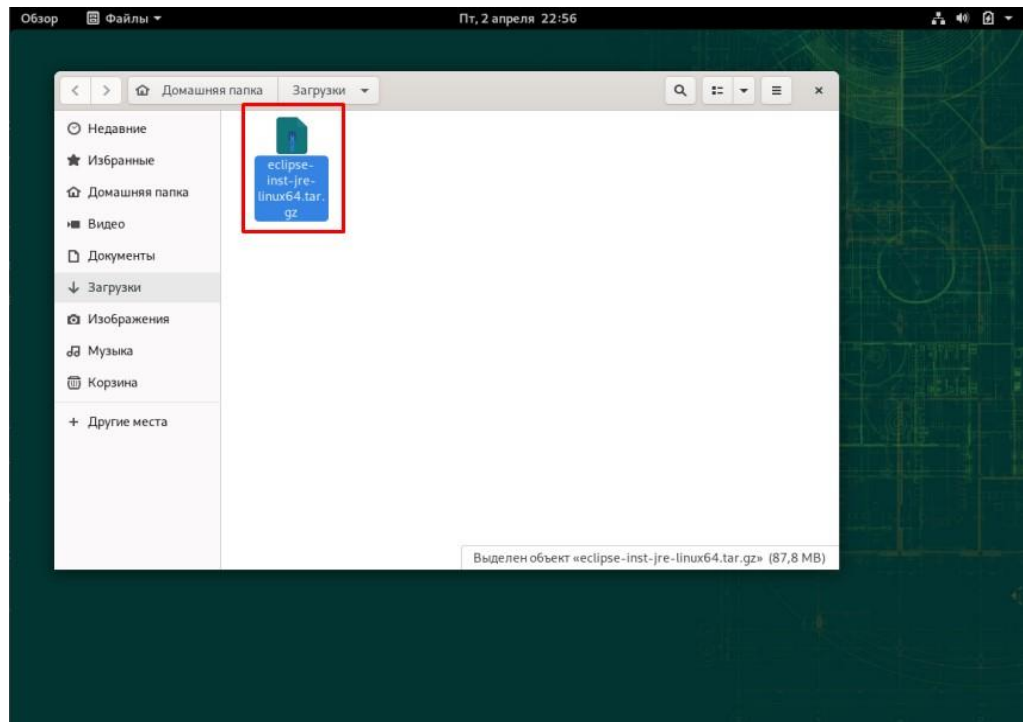 Обзор Файлы Пт, 2 апреля 22:56
Домашняя папка Загрузки
Недавние
Избранные
Домашняя папка
Видео
Документы
Загрузки
Изображения
Музыка
Корзина
+ Другие места
eclipse-
inst-jre-
linux64.tar.
gz
Выделен объект «eclipse-inst-jre-linux64.tar.gz» (87,8 MB)